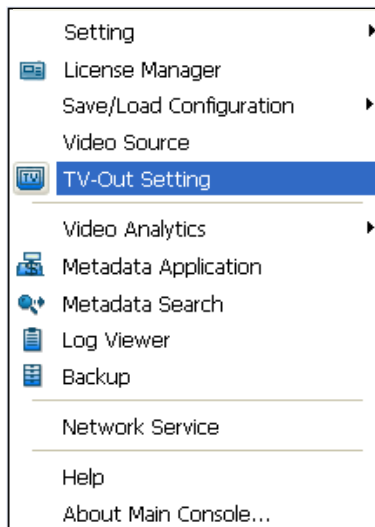 Setting
License Manager
Save/Load Configuration
Video Source
TV-Out Setting
Video Analytics
Metadata Application
Metadata Search
Log Viewer
Backup
Network Service
Help
About Main Console...